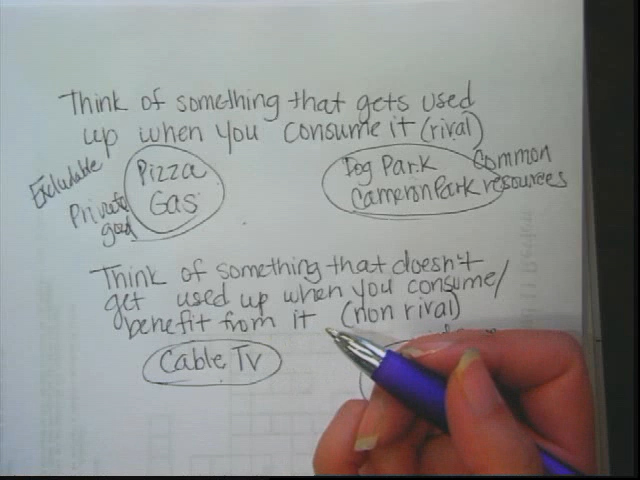 Think of something that gets used
up when you consume it (rival)
Excludable
Pizza
Gas
Private
good
Dog Park
Cameron Park
Common
resources
Think of something that doesn't
get used up when you consume/
benefit from it (non rival)
Cable TV